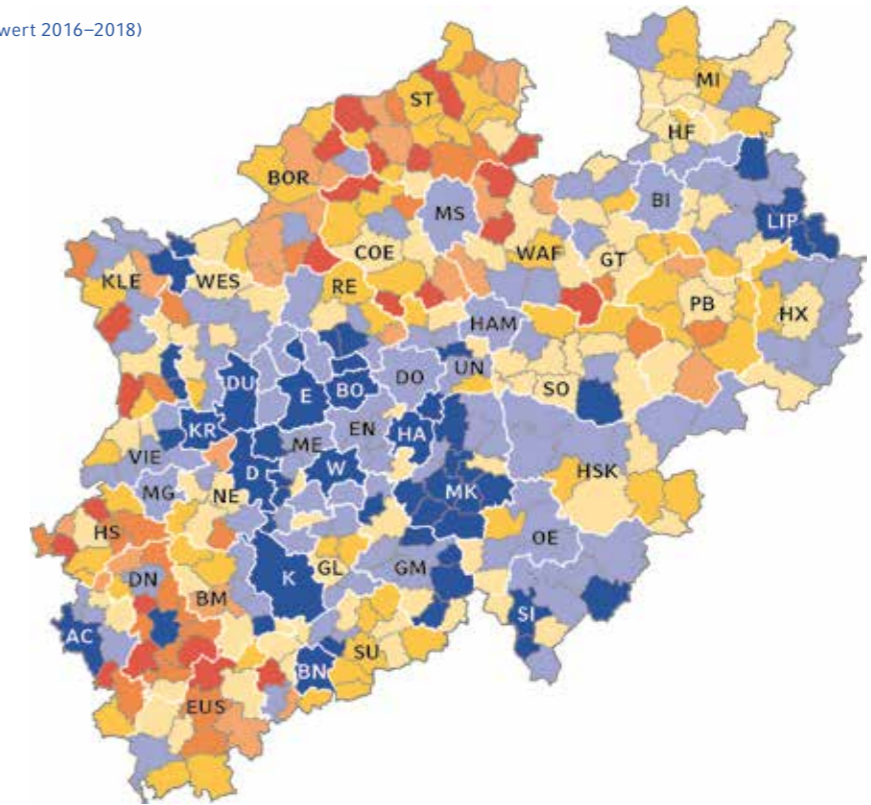 wert 2016–2018)
MI
ST
HF
BOR
BI
MS
LIP
COE
WAF
GT
KLE
WES
RE
PB
HX
HAM
UN
DO
DU
E
BO
SO
KR
EN
HA
ME
VIE
D
W
HSK
MG
NE
MK
HS
OE
DN
K
GL
GM
BM
SI
AC
SU
BN
EUS